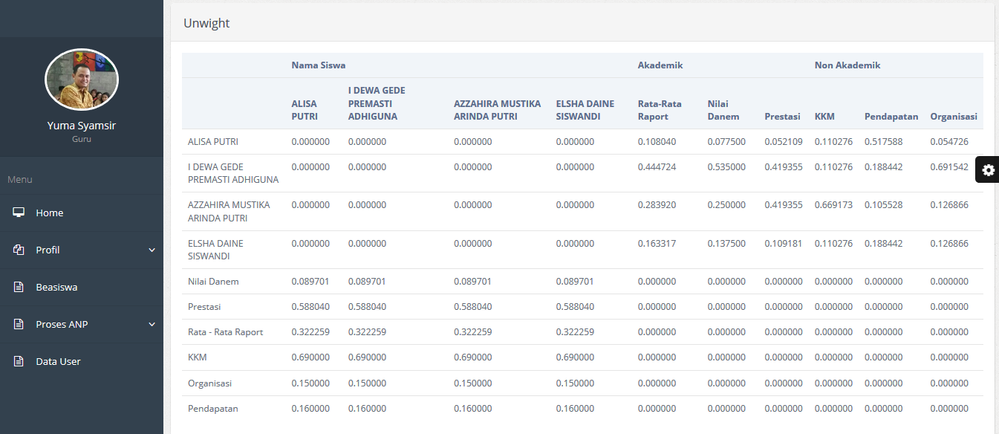 Yuma Syamsir
Guru
Menu
Home
Profil
Beasiswa
Proses ANP
Data User
Unwight
Nama Siswa Akademik Non Akademik
ALISA PUTRI I DEWA GEDE PREMASTI ADHIGUNA AZZAHIRA MUSTIKA ARINDA PUTRI ELSHA DAINE SISWANDI Rata-Rata Raport Nilai Danem Prestasi KKM Pendapatan Organisasi
ALISA PUTRI 0.000000 0.000000 0.000000 0.000000 0.108040 0.077500 0.052109 0.110276 0.517588 0.054726
I DEWA GEDE PREMASTI ADHIGUNA 0.000000 0.000000 0.000000 0.000000 0.444724 0.535000 0.419355 0.110276 0.188442 0.691542
AZZAHIRA MUSTIKA ARINDA PUTRI 0.000000 0.000000 0.000000 0.000000 0.283920 0.250000 0.419355 0.669173 0.105528 0.126866
ELSHA DAINE SISWANDI 0.000000 0.000000 0.000000 0.000000 0.163317 0.137500 0.109181 0.110276 0.188442 0.126866
Nilai Danem 0.089701 0.089701 0.089701 0.089701 0.000000 0.000000 0.000000 0.000000 0.000000 0.000000
Prestasi 0.588040 0.588040 0.588040 0.588040 0.000000 0.000000 0.000000 0.000000 0.000000 0.000000
Rata - Rata Raport 0.322259 0.322259 0.322259 0.322259 0.000000 0.000000 0.000000 0.000000 0.000000 0.000000
KKM 0.690000 0.690000 0.690000 0.690000 0.000000 0.000000 0.000000 0.000000 0.000000 0.000000
Organisasi 0.150000 0.150000 0.150000 0.150000 0.000000 0.000000 0.000000 0.000000 0.000000 0.000000
Pendapatan 0.160000 0.160000 0.160000 0.160000 0.000000 0.000000 0.000000 0.000000 0.000000 0.000000